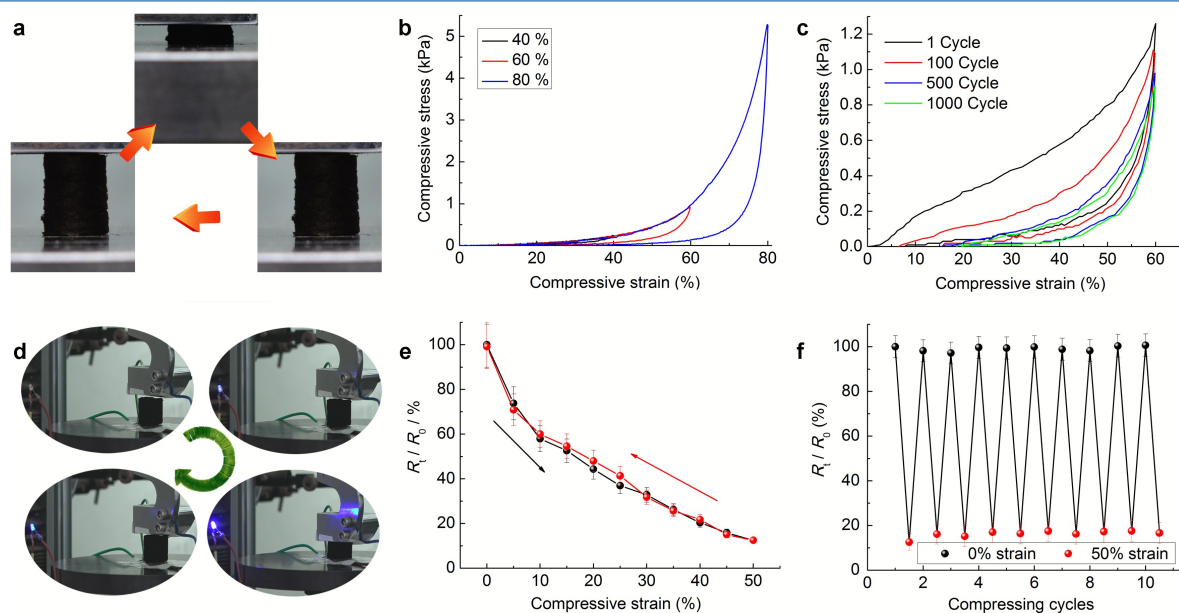 a
b
Compressive stress (kPa)
5
4
3
2
1
0
40 %
60 %
80 %
0 20 40 60 80
Compressive strain (%)
c
Compressive stress (kPa)
1.2
1.0
0.8
0.6
0.4
0.2
0.0
1 Cycle
100 Cycle
500 Cycle
1000 Cycle
0 10 20 30 40 50 60
Compressive strain (%)
d
e
Rt / R0 / %
100
80
60
40
20
0
0 10 20 30 40 50
Compressive strain (%)
f
Rt / R0 (%)
100
80
60
40
20
0
0% strain 50% strain
0 2 4 6 8 10
Compressing cycles